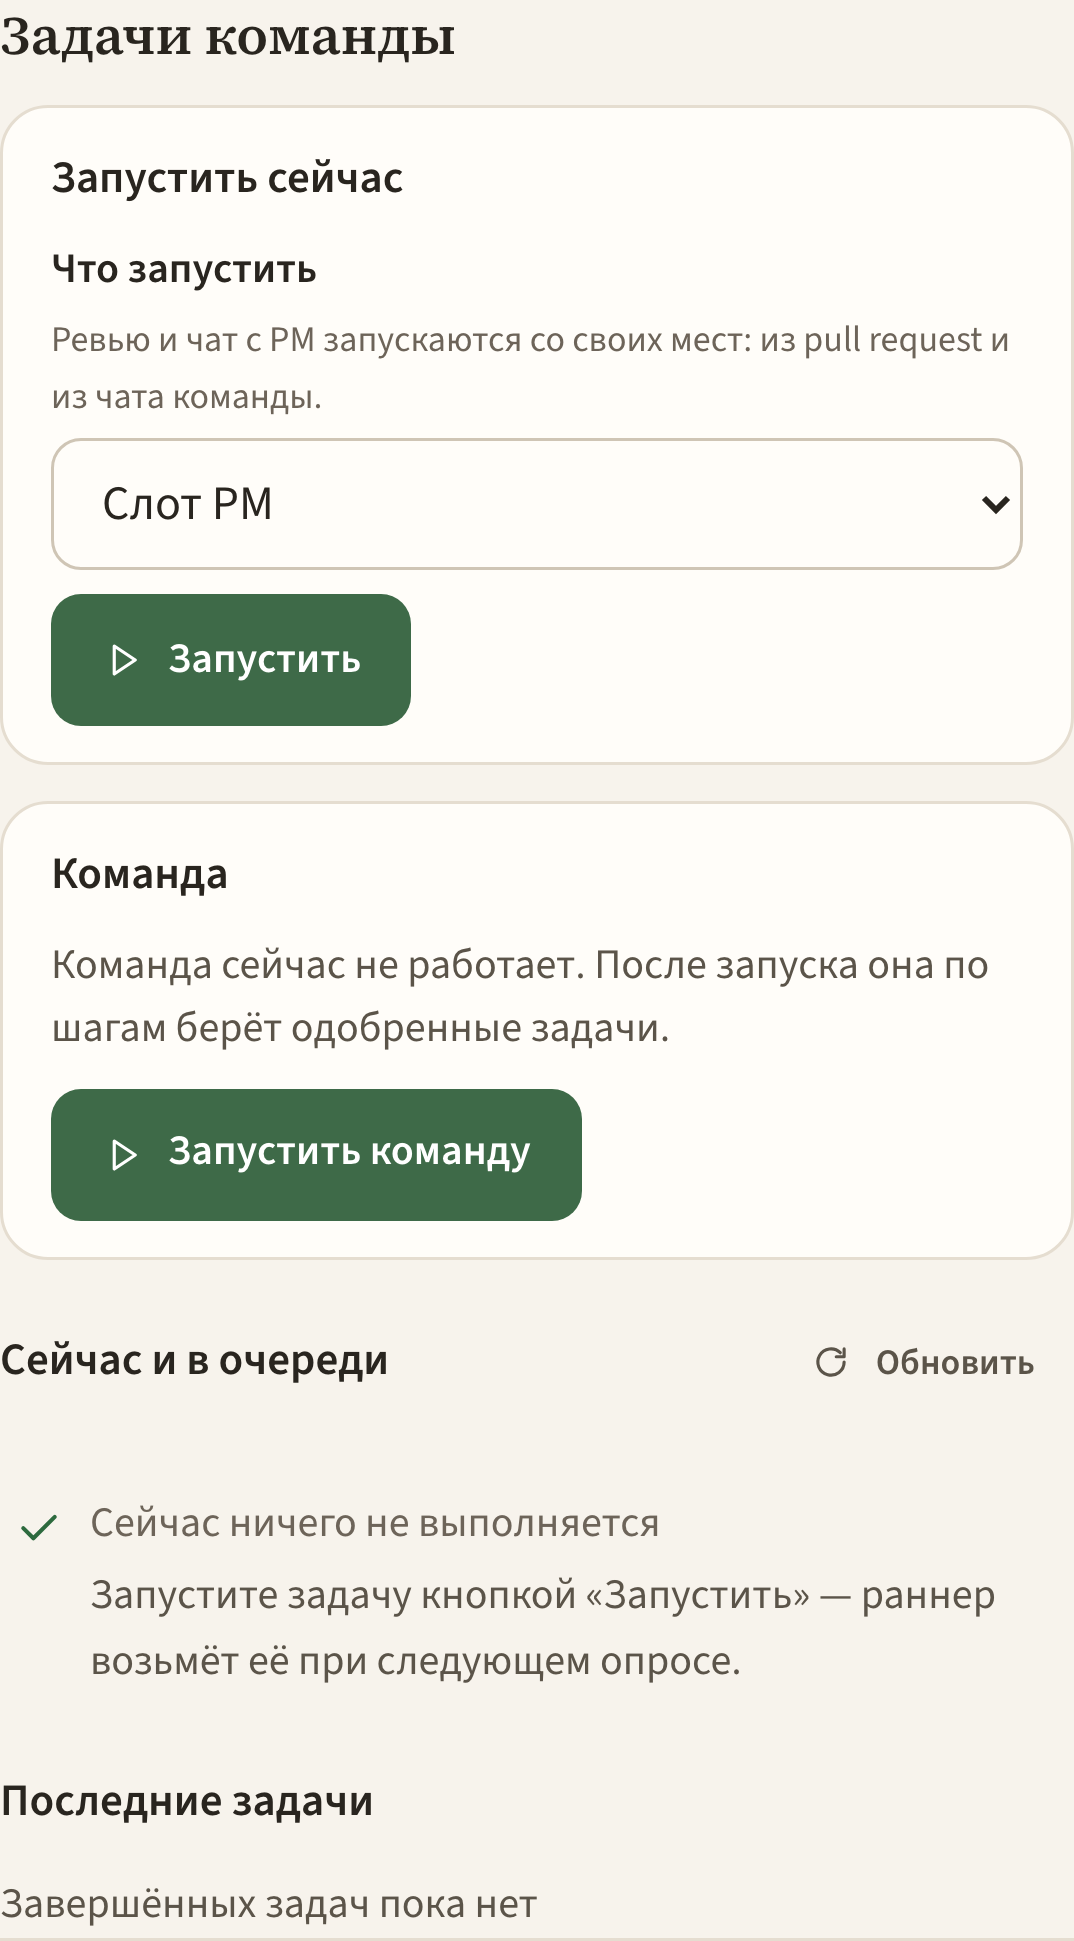 Задачи команды
Запустить сейчас
Что запустить
Ревью и чат с PM запускаются со своих мест: из pull request и
из чата команды.
Слот PM
Запустить
Команда
Команда сейчас не работает. После запуска она по
шагам берёт одобренные задачи.
Запустить команду
Сейчас и в очереди
Обновить
Сейчас ничего не выполняется
Запустите задачу кнопкой «Запустить» — раннер
возьмёт её при следующем опросе.
Последние задачи
Завершённых задач пока нет